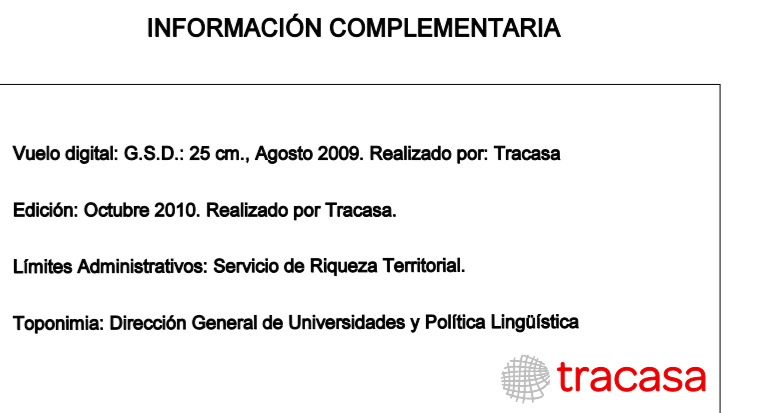 INFORMACIÓN COMPLEMENTARIA
Vuelo digital: G.S.D.: 25 cm., Agosto 2009. Realizado por: Tracasa
Edición: Octubre 2010. Realizado por Tracasa.
Límites Administrativos: Servicio de Riqueza Territorial.
Toponimia: Dirección General de Universidades y Política Lingüística
tracasa